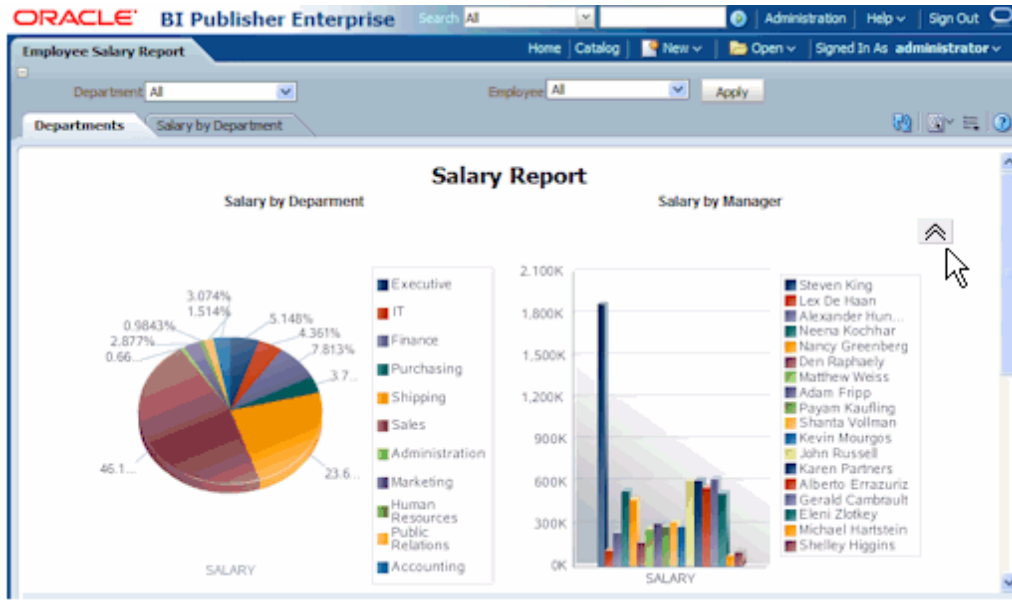 ORACLE BI Publisher Enterprise Search All Administration Help Sign Out
Employee Salary Report Home Catalog New Open Signed In As administrator
Department All Employee All Apply
Departments Salary by Department
Salary Report
Salary by Deparment
Salary by Manager
3.074%
1.514%
0.9843%
2.877%
0.66...
5.148%
4.361%
7.813%
3.7...
46.1...
23.6...
SALARY
Executive
IT
Finance
Purchasing
Shipping
Sales
Administration
Marketing
Human
Resources
Public
Relations
Accounting
2.100K
1,800K
1,500K
1,200K
900K
600K
300K
0K
SALARY
Steven King
Lex De Haan
Alexander Hun...
Neena Kochhar
Nancy Greenberg
Den Raphaely
Matthew Weiss
Adam Fripp
Payam Kaufling
Shanta Vollman
Kevin Mourgos
John Russell
Karen Partners
Alberto Errazuriz
Gerald Cambrault
Eleni Zlotkey
Michael Hartstein
Shelley Higgins